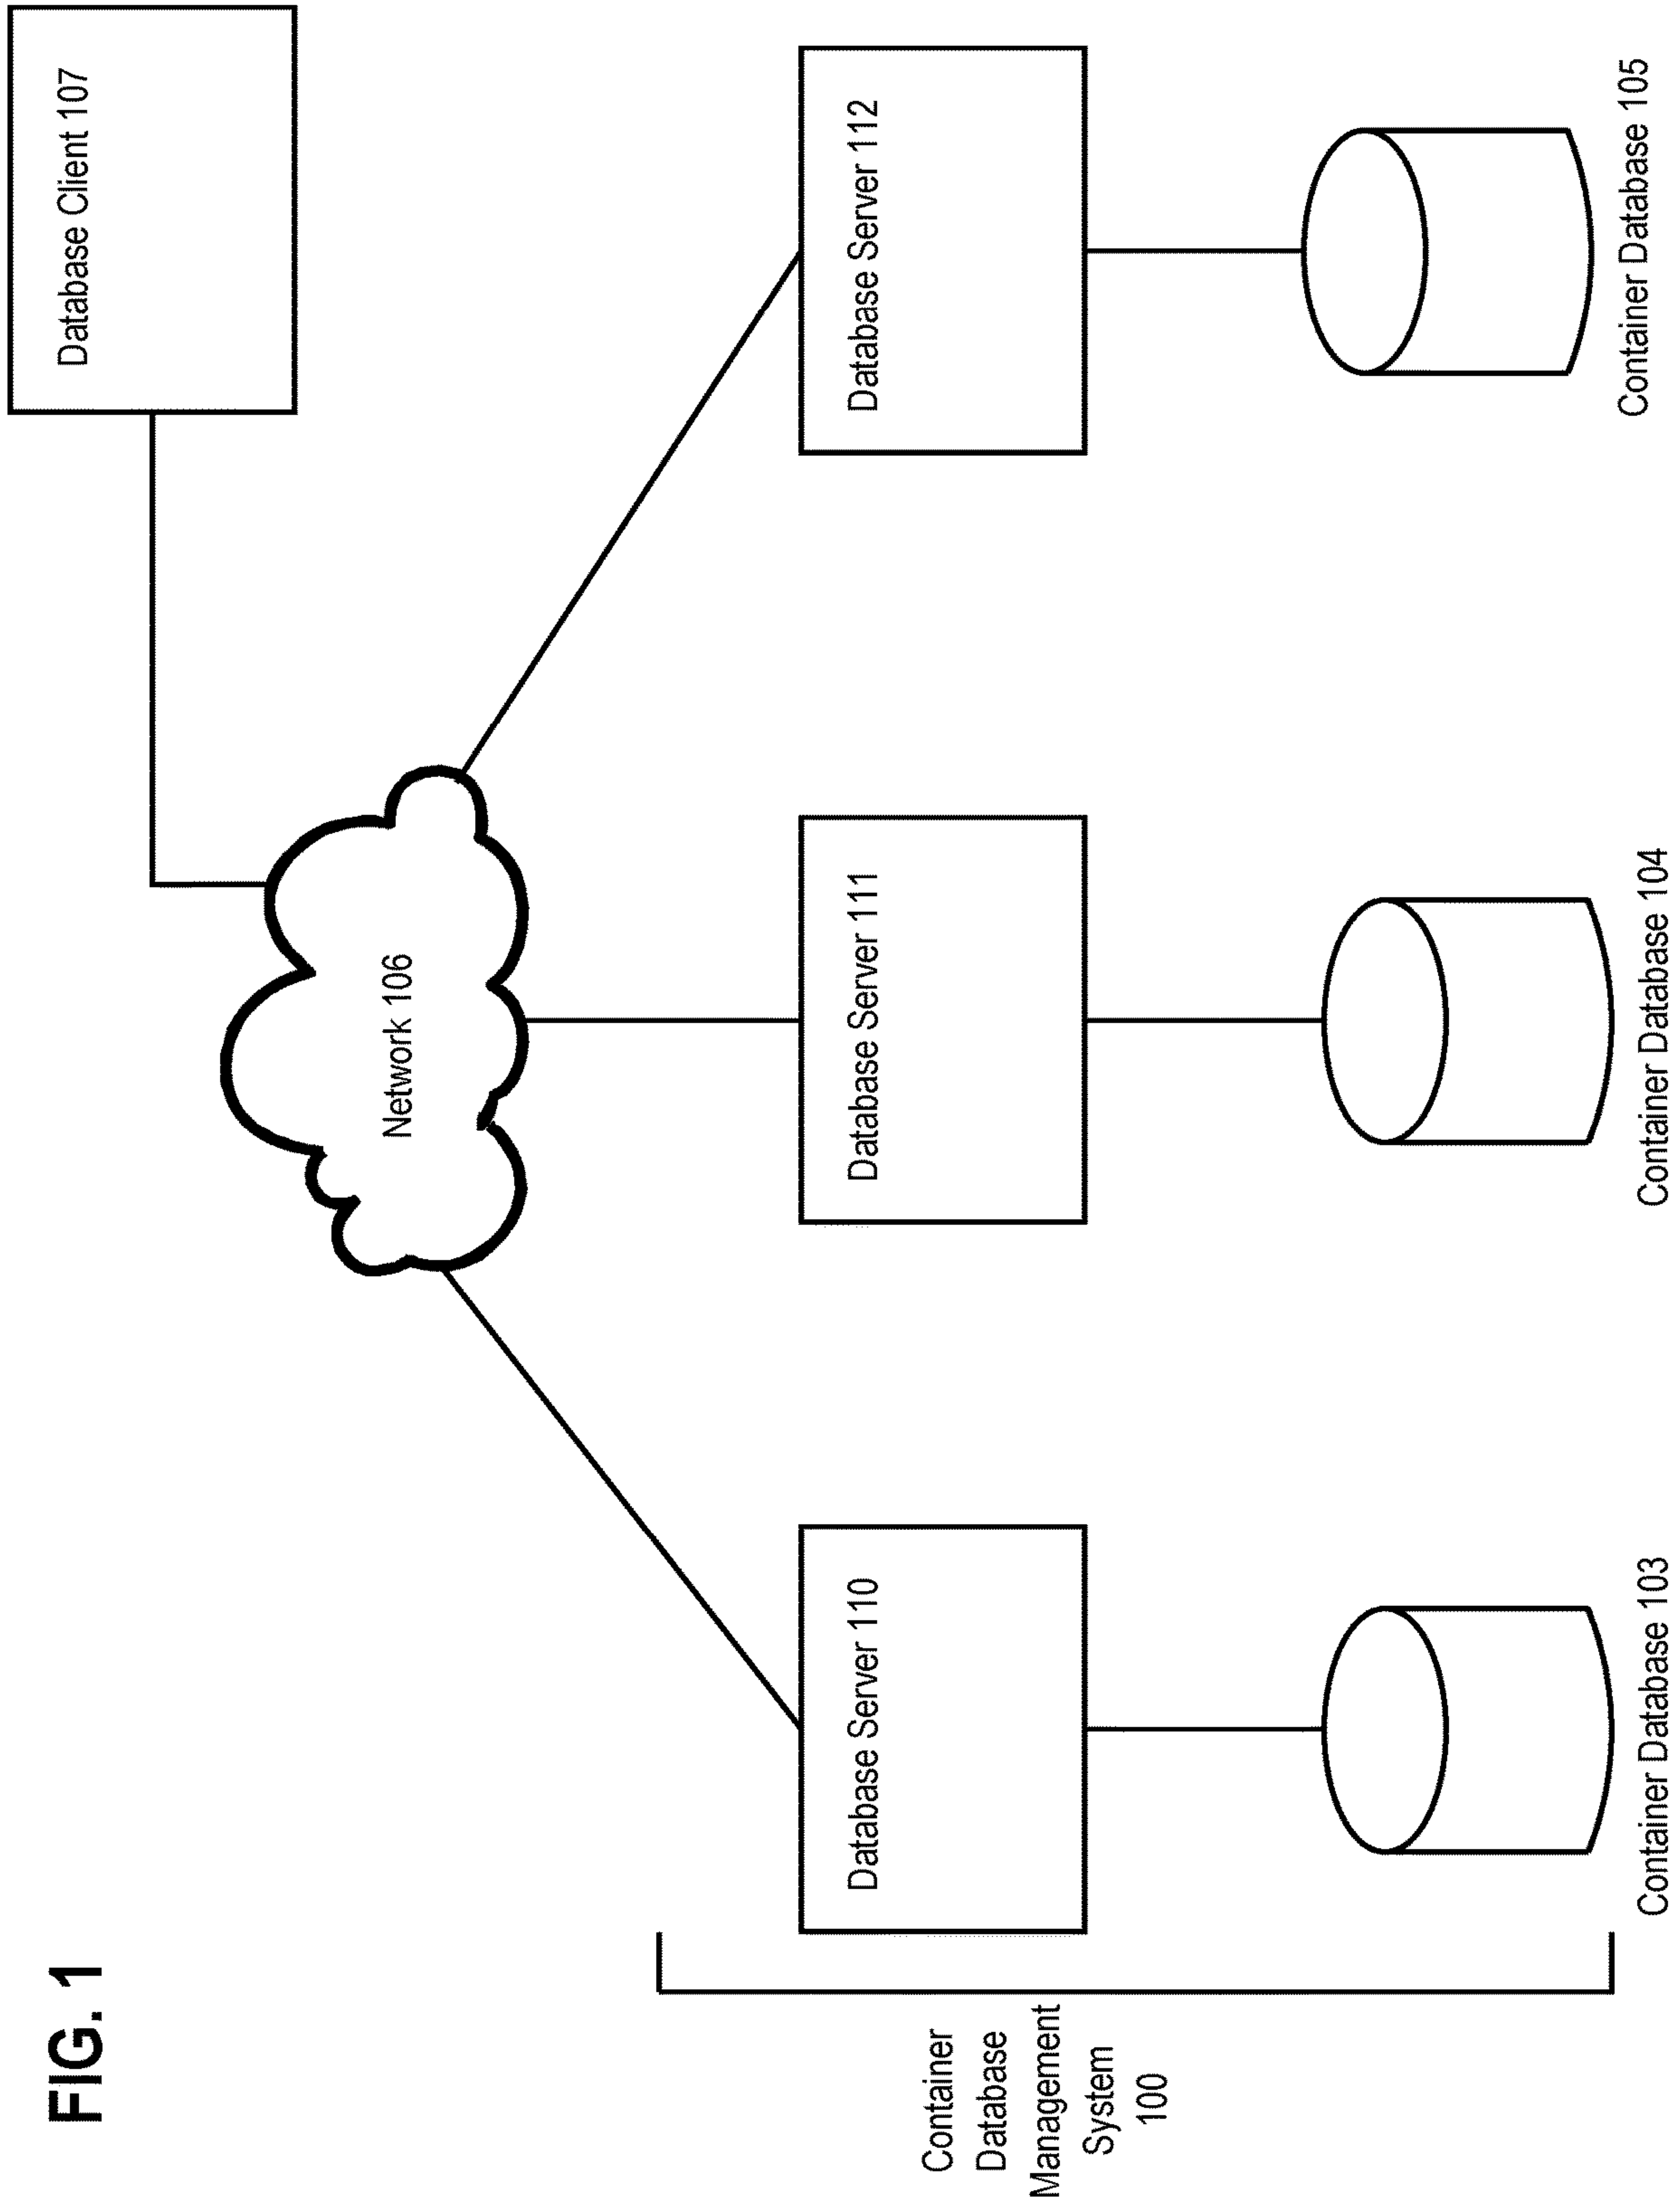 FIG. 1
Database Client 107
Network 106
Container
Database
Management
System
100
Database Server 110
Database Server 111
Database Server 112
Container Database 103
Container Database 104
Container Database 105